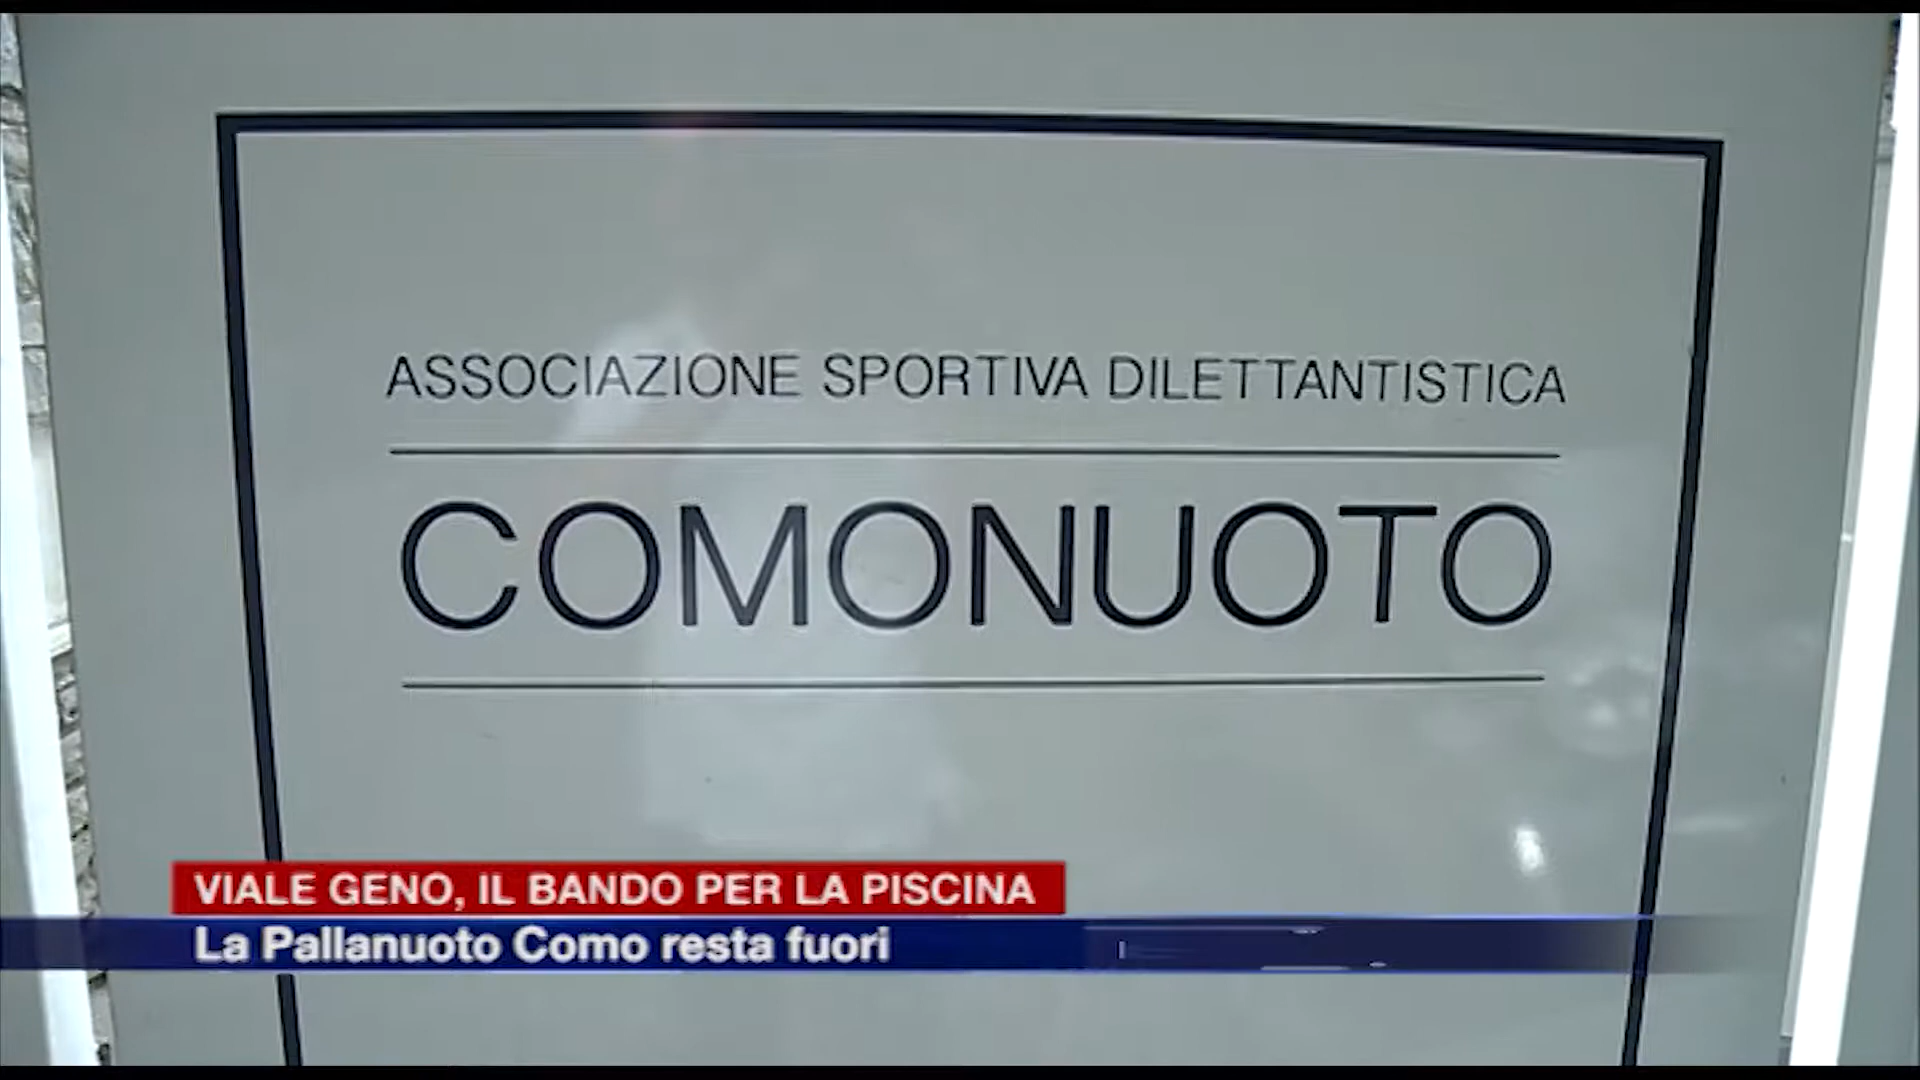 ASSOCIAZIONE SPORTIVA DILETTANTISTICA
COMONUOTO
VIALE GENO, IL BANDO PER LA PISCINA
La Pallanuoto Como resta fuori